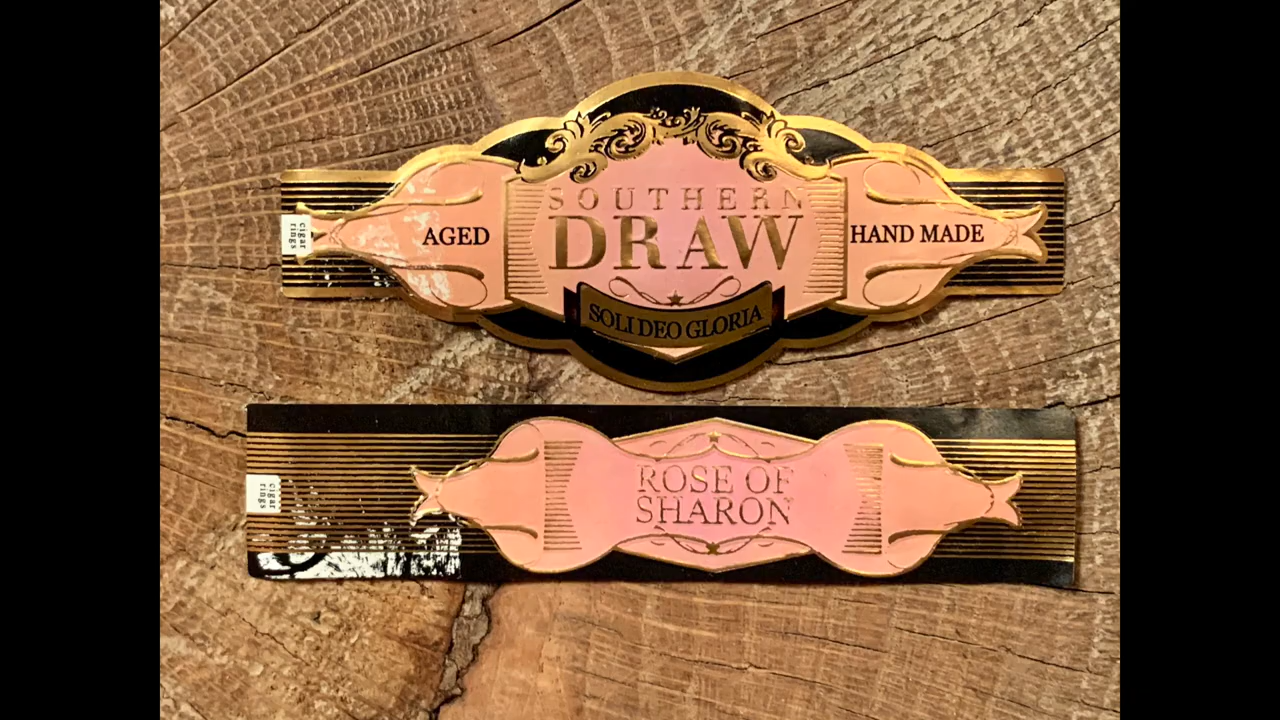 SOUTHERN
DRAW
AGED
HAND MADE
SOLI DEO GLORIA
cigar
rings
ROSE OF
SHARON
cigar
rings